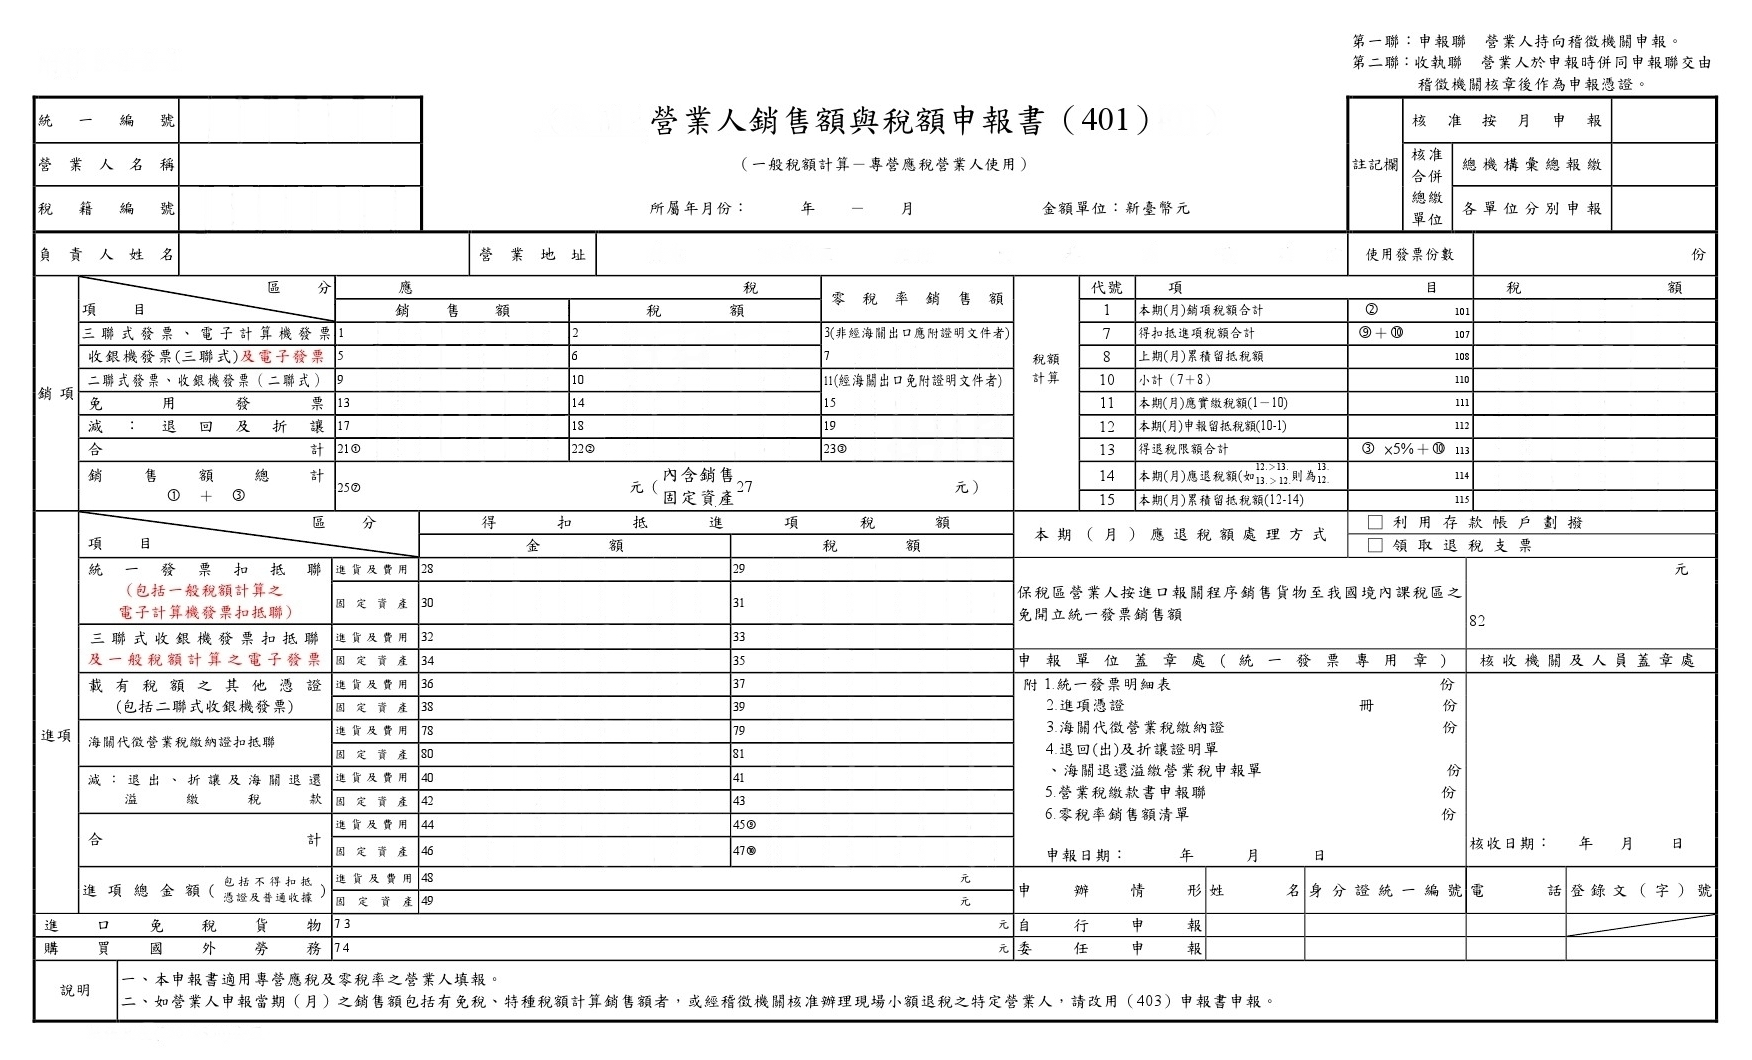 第一聯：申報聯　營業人持向稽徵機關申報。
第二聯：收執聯　營業人於申報時併同申報聯交由
稽徵機關核章後作為申報憑證。
統一編號
營業人名稱
稅籍編號
營業人銷售額與稅額申報書（401）
（一般稅額計算－專營應稅營業人使用）
所屬年月份：　年　－　月　金額單位：新臺幣元
註記欄
核准按月申報
核准
合併
總繳
單位
總機構彙總報繳
各單位分別申報
負責人姓名
營業地址
使用發票份數
份
銷項
區分
項目
應稅
銷售額
稅額
零稅率銷售額
三聯式發票、電子計算機發票 1 2 3(非經海關出口應附證明文件者)
收銀機發票(三聯式)及電子發票 5 6 7
二聯式發票、收銀機發票（二聯式） 9 10 11(經海關出口免附證明文件者)
免用發票 13 14 15
減：退回及折讓 17 18 19
合計 21① 22② 23③
銷售額總計
① ＋ ③
25⑦ 元（
內含銷售
固定資產
27 元）
稅額
計算
代號 項目 稅額
1 本期(月)銷項稅額合計 ② 101
7 得扣抵進項稅額合計 ⑨＋⑩ 107
8 上期(月)累積留抵稅額 108
10 小計（7+8） 110
11 本期(月)應實繳稅額(1－10) 111
12 本期(月)申報留抵稅額(10-1) 112
13 得退稅限額合計 ③ ×5%＋⑩ 113
14 本期(月)應退稅額(如12.>13.則為13. 114
13.>12. 12.
15 本期(月)累積留抵稅額(12-14) 115
本期（月）應退稅額處理方式
□ 利用存款帳戶劃撥
□ 領取退稅支票
進項
區分
項目
得扣抵進項稅額
金額
稅額
統一發票扣抵聯
（包括一般稅額計算之
電子計算機發票扣抵聯）
進貨及費用 28 29
固定資產 30 31
三聯式收銀機發票扣抵聯
及一般稅額計算之電子發票
進貨及費用 32 33
固定資產 34 35
載有稅額之其他憑證
(包括二聯式收銀機發票)
進貨及費用 36 37
固定資產 38 39
海關代徵營業稅繳納證扣抵聯
進貨及費用 78 79
固定資產 80 81
減：退出、折讓及海關退還
溢繳稅款
進貨及費用 40 41
固定資產 42 43
合計
進貨及費用 44 45⑨
固定資產 46 47⑩
進項總金額(包括不得扣抵
憑證及普通收據)
進貨及費用 48 元
固定資產 49 元
進口免稅貨物 73 元
購買國外勞務 74 元
保稅區營業人按進口報關程序銷售貨物至我國境內課稅區之
免開立統一發票銷售額
元
82
申報單位蓋章處(統一發票專用章)
核收機關及人員蓋章處
附 1.統一發票明細表 份
2.進項憑證 冊 份
3.海關代徵營業稅繳納證 份
4.退回(出)及折讓證明單
、海關退還溢繳營業稅申報單 份
5.營業稅繳款書申報聯 份
6.零稅率銷售額清單 份
申報日期：　年　月　日
核收日期：　年　月　日
申辦情形 姓名 身分證統一編號 電話 登錄文(字)號
自行申報
委任申報
說明
一、本申報書適用專營應稅及零稅率之營業人填報。
二、如營業人申報當期（月）之銷售額包括有免稅、特種稅額計算銷售額者，或經稽徵機關核准辦理現場小額退稅之特定營業人，請改用（403）申報書申報。